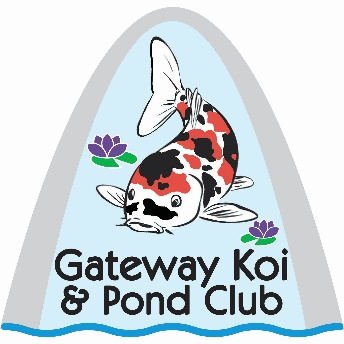 Gateway Koi
& Pond Club